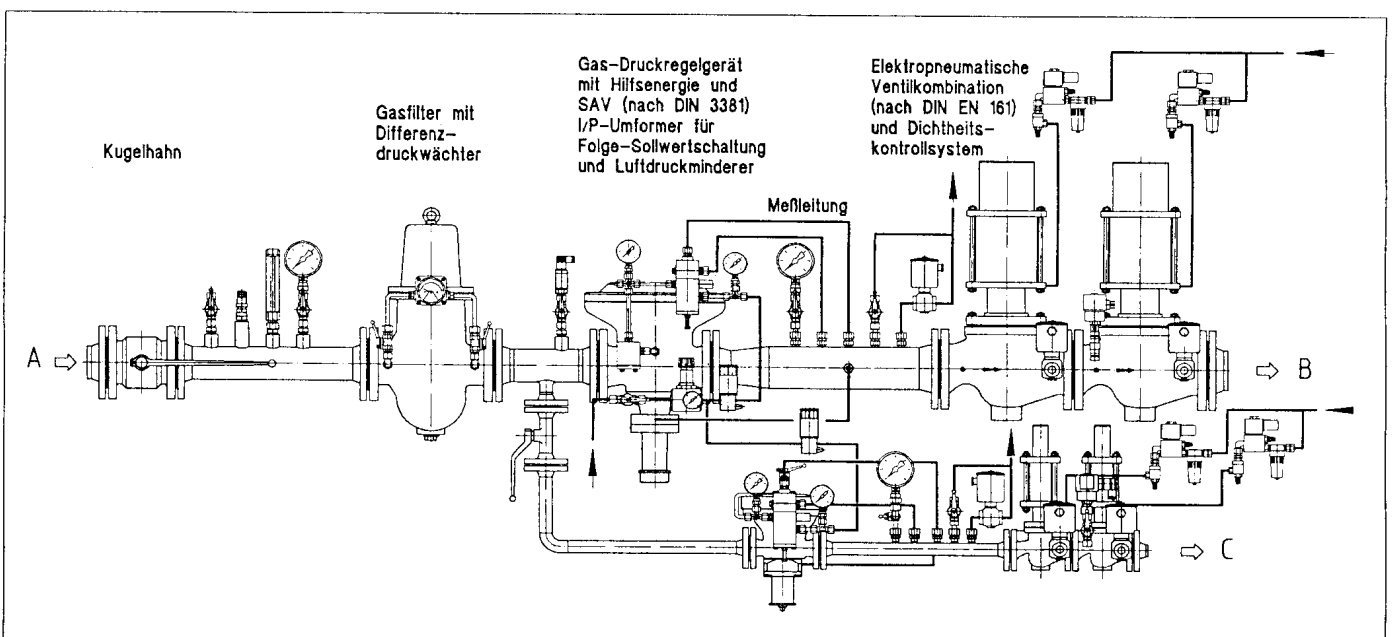 Kugelhahn
Gasfilter mit
Differenz-
druckwächter
Gas-Druckregelgerät
mit Hilfsenergie und
SAV (nach DIN 3381)
I/P-Umformer für
Folge-Sollwertschaltung
und Luftdruckminderer
Elektropneumatische
Ventilkombination
(nach DIN EN 161)
und Dichtheits-
kontrollsystem
Meßleitung
A
B
C